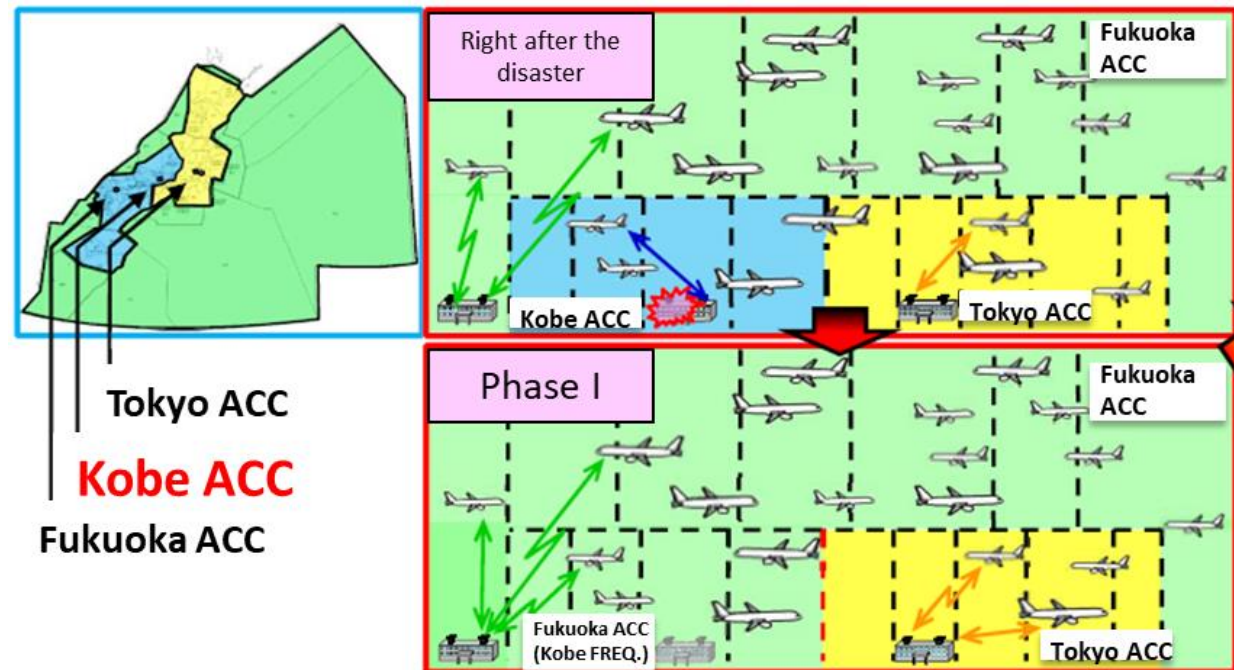 Right after the
disaster
Fukuoka
ACC
Kobe ACC
Tokyo ACC
Tokyo ACC
Kobe ACC
Fukuoka ACC
Phase I
Fukuoka
ACC
Fukuoka ACC
(Kobe FREQ.)
Tokyo ACC